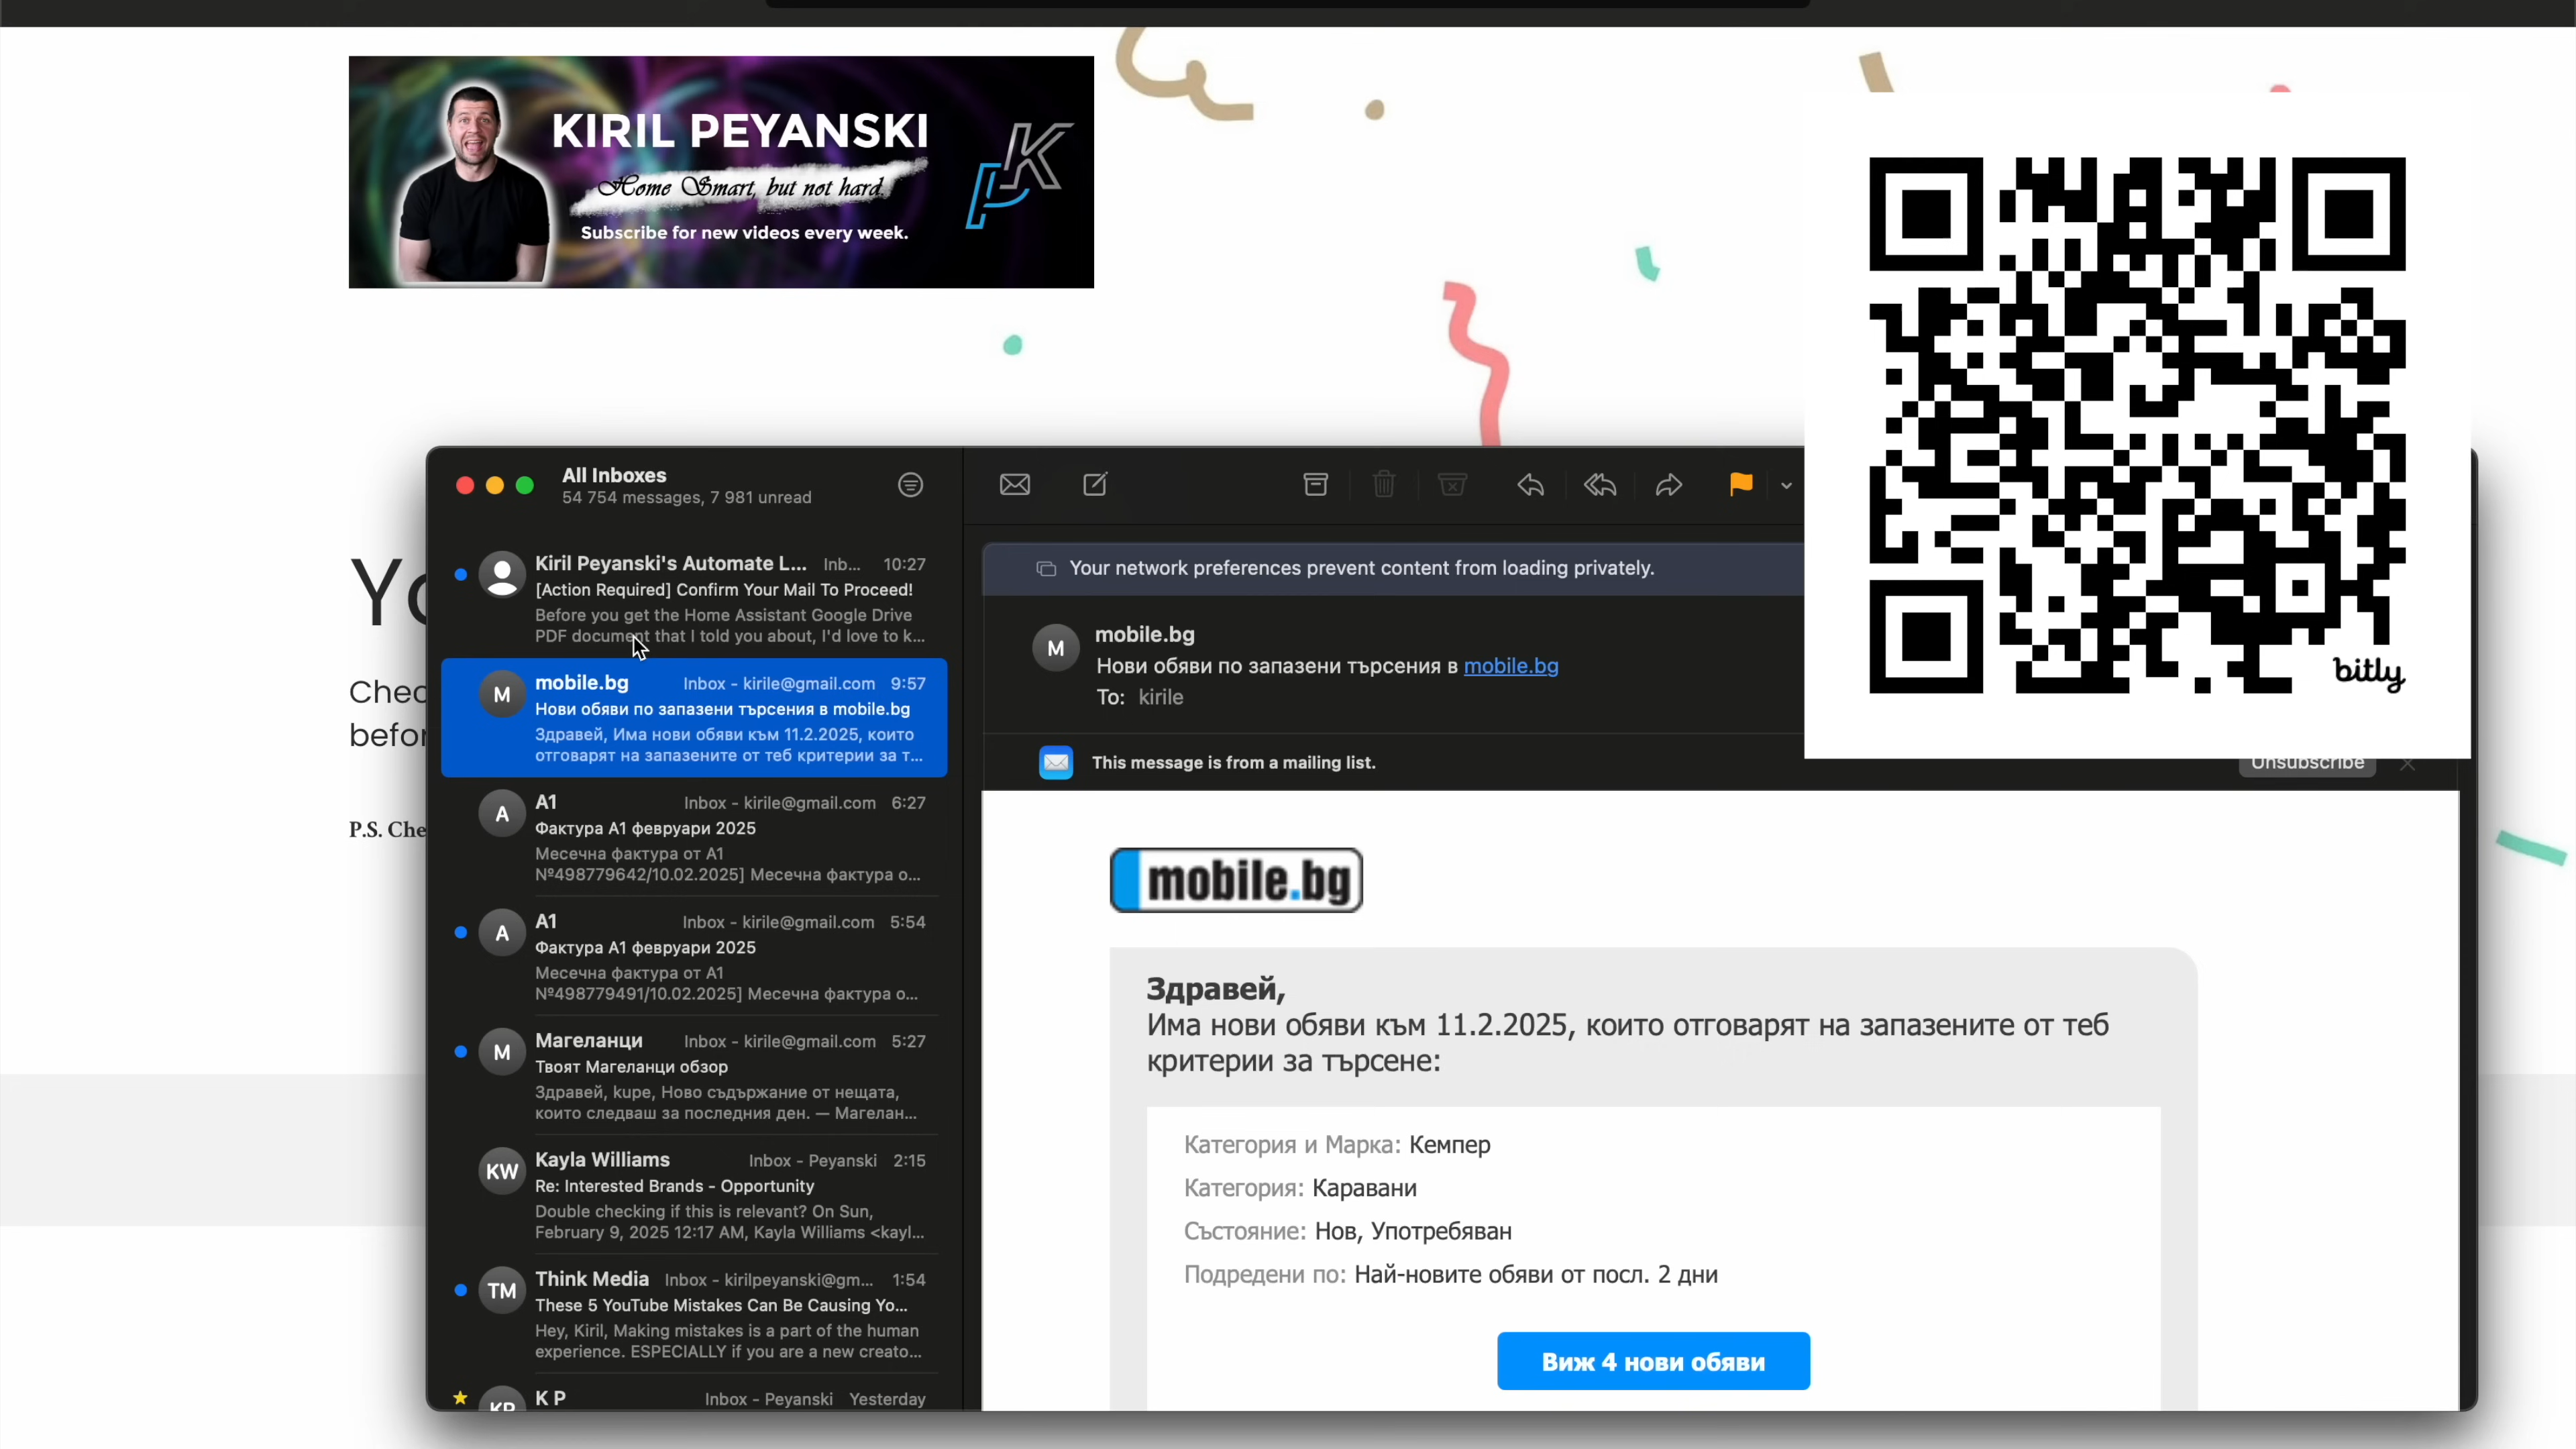 KIRIL PEYANSKI
Home Smart, but not hard.
Subscribe for new videos every week.
bitly
All Inboxes
54 754 messages, 7 981 unread
Kiril Peyanski's Automate L... Inb... 10:27
[Action Required] Confirm Your Mail To Proceed!
Before you get the Home Assistant Google Drive
PDF document that I told you about, I'd love to k...
mobile.bg Inbox - kirile@gmail.com 9:57
Нови обяви по запазени търсения в mobile.bg
Здравей, Има нови обяви към 11.2.2025, които
отговарят на запазените от теб критерии за т...
A
A1 Inbox - kirile@gmail.com 6:27
Фактура A1 февруари 2025
Месечна фактура от A1
№498779642/10.02.2025] Месечна фактура о...
A
A1 Inbox - kirile@gmail.com 5:54
Фактура A1 февруари 2025
Месечна фактура от A1
№498779491/10.02.2025] Месечна фактура о...
M
Магеланци Inbox - kirile@gmail.com 5:27
Твоят Магеланци обзор
Здравей, kupe, Ново съдържание от нещата,
които следваш за последния ден. — Магелан...
KW
Kayla Williams Inbox - Peyanski 2:15
Re: Interested Brands - Opportunity
Double checking if this is relevant? On Sun,
February 9, 2025 12:17 AM, Kayla Williams <kayl...
TM
Think Media Inbox - kirilpeyanski@gm... 1:54
These 5 YouTube Mistakes Can Be Causing Yo...
Hey, Kiril, Making mistakes is a part of the human
experience. ESPECIALLY if you are a new creato...
KP
K P Inbox - Peyanski Yesterday
Your network preferences prevent content from loading privately.
M
mobile.bg
Нови обяви по запазени търсения в mobile.bg
To: kirile
This message is from a mailing list.
Unsubscribe
mobile.bg
Здравей,
Има нови обяви към 11.2.2025, които отговарят на запазените от теб
критерии за търсене:
Категория и Марка: Кемпер
Категория: Каравани
Състояние: Нов, Употребяван
Подредени по: Най-новите обяви от посл. 2 дни
Виж 4 нови обяви
P.S.